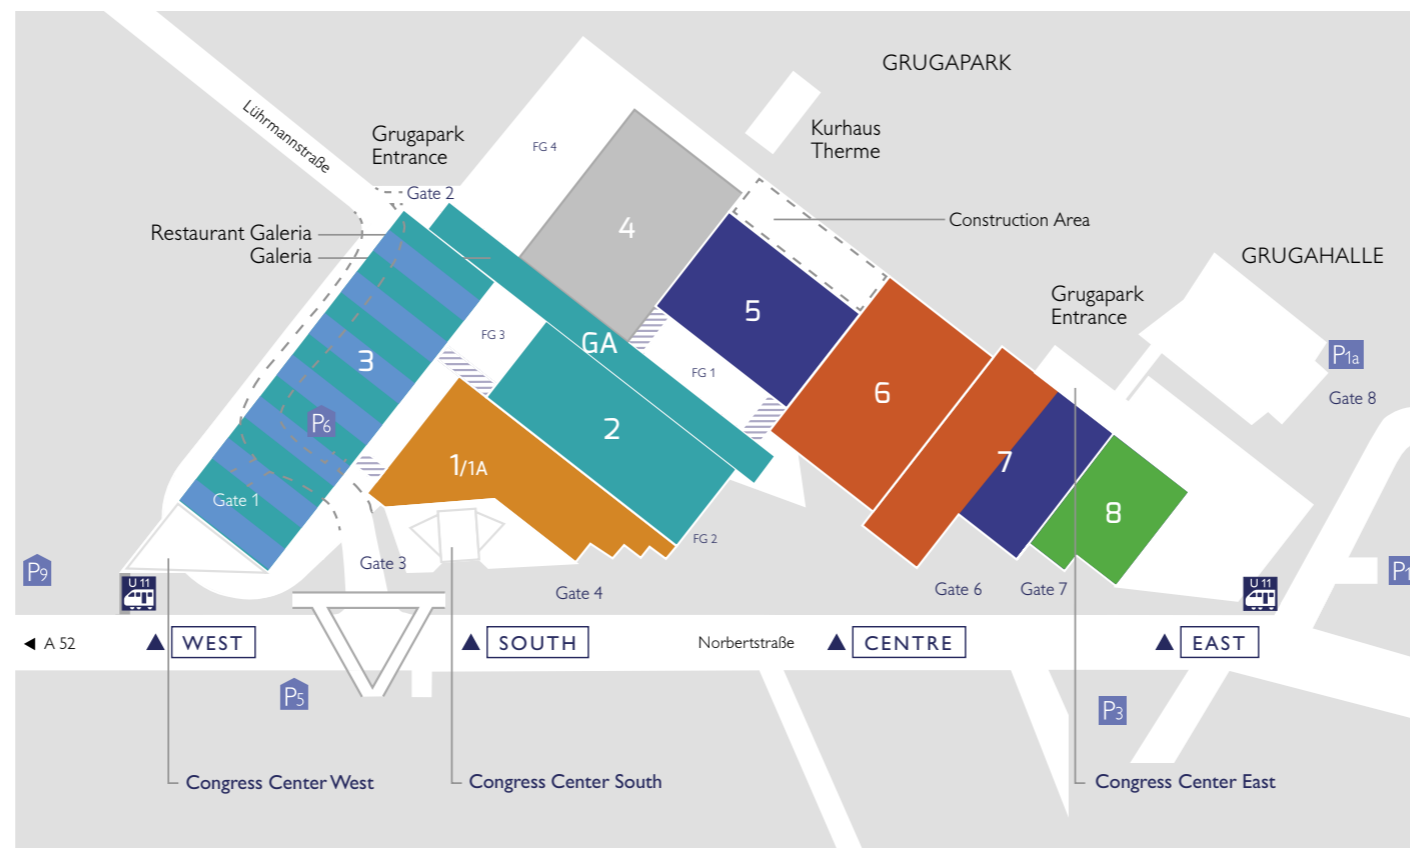 GRUGAPARK
Lührmannstraße
Grugapark
Entrance
Kurhaus
Therme
FG 4
Gate 2
Restaurant Galeria
Galeria
4
Construction Area
GRUGAHALLE
Grugapark
Entrance
5
FG 3
GA
3
FG 1
P1a
Gate 8
6
P6
2
1/1A
7
Gate 1
8
FG 2
P9
U 11
Gate 3
Gate 4
Gate 6
Gate 7
U 11
P1
A 52
WEST
SOUTH
Norbertstraße
CENTRE
EAST
P5
P3
Congress Center West
Congress Center South
Congress Center East